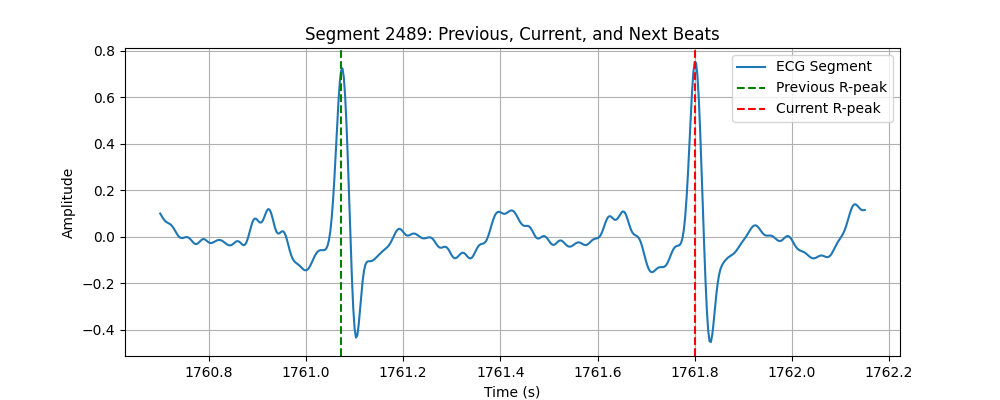 Segment 2489: Previous, Current, and Next Beats
ECG Segment
Previous R-peak
Current R-peak
Amplitude
0.8
0.6
0.4
0.2
0.0
−0.2
−0.4
1760.8 1761.0 1761.2 1761.4 1761.6 1761.8 1762.0 1762.2
Time (s)